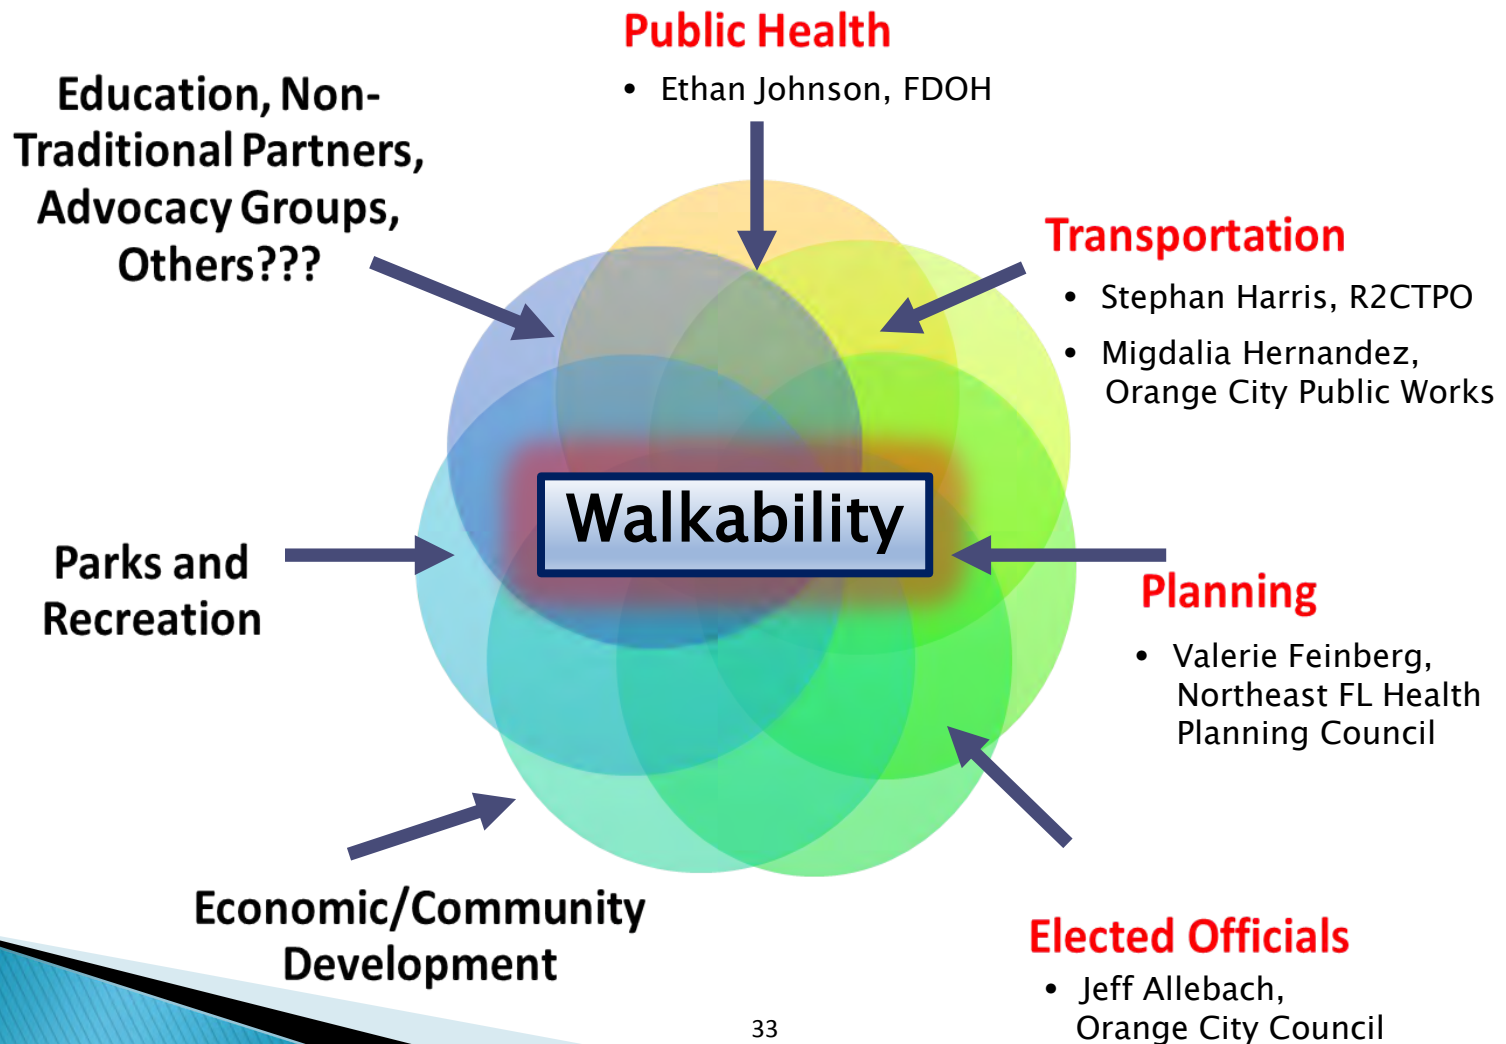 Public Health
• Ethan Johnson, FDOH
Education, Non-
Traditional Partners,
Advocacy Groups,
Others???
Transportation
• Stephan Harris, R2CTPO
• Migdalia Hernandez,
Orange City Public Works
Walkability
Parks and
Recreation
Planning
• Valerie Feinberg,
Northeast FL Health
Planning Council
Economic/Community
Development
Elected Officials
• Jeff Allebach,
Orange City Council
33